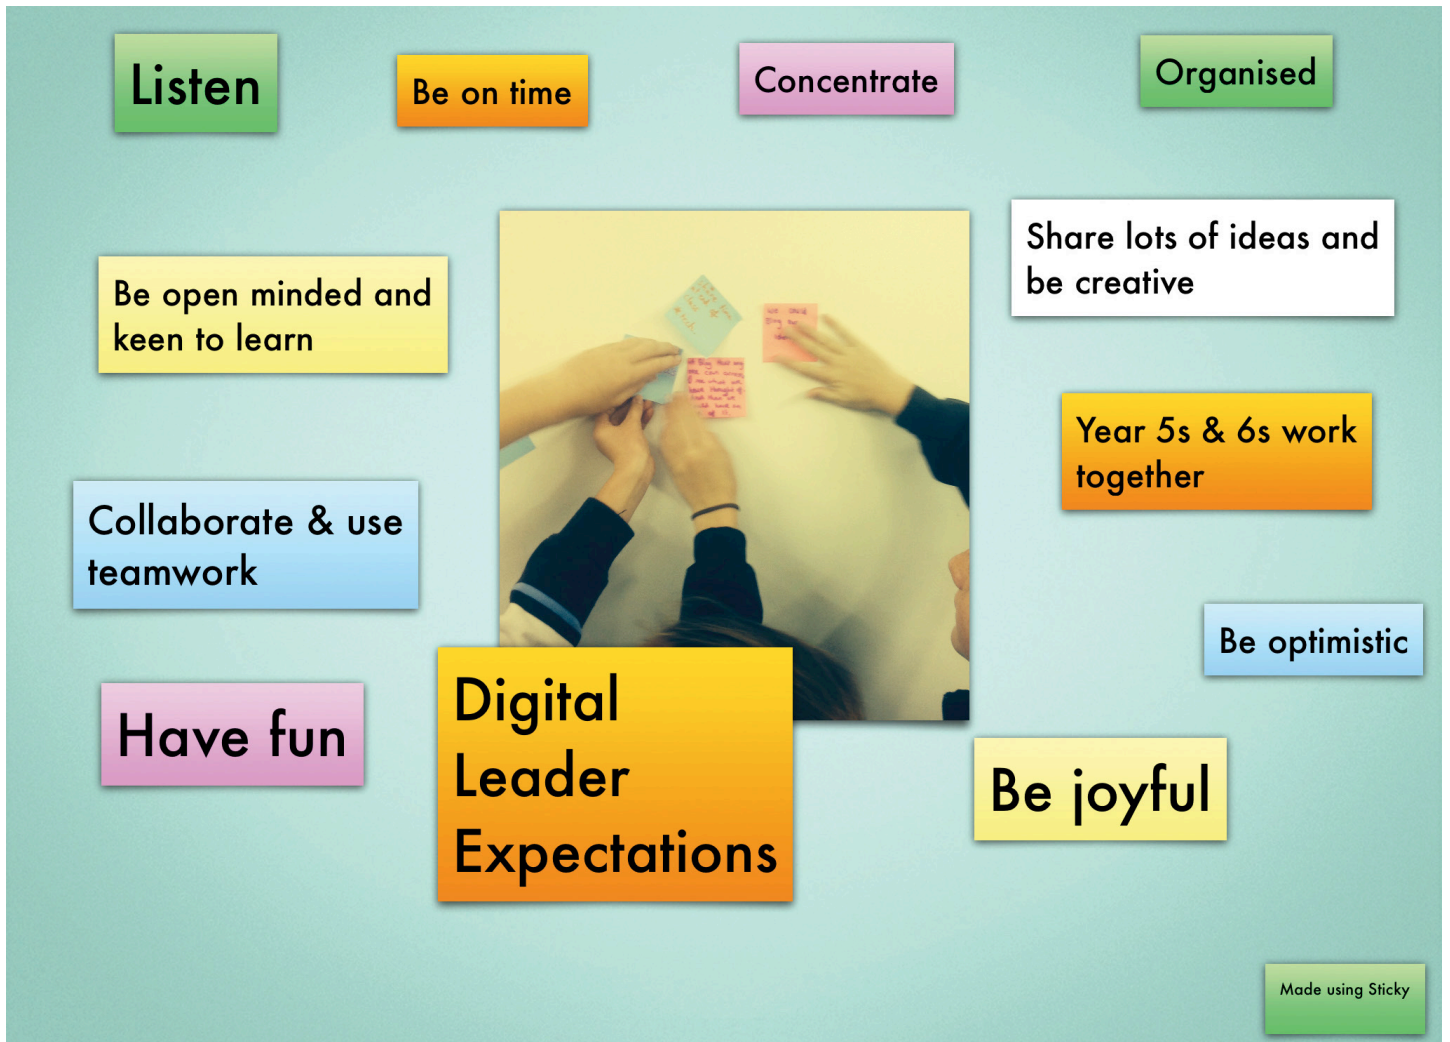 Listen
Be on time
Concentrate
Organised
Share lots of ideas and
be creative
Be open minded and
keen to learn
we could
Year 5s & 6s work
together
Collaborate & use
teamwork
Be optimistic
Have fun
Digital
Leader
Expectations
Be joyful
Made using Sticky